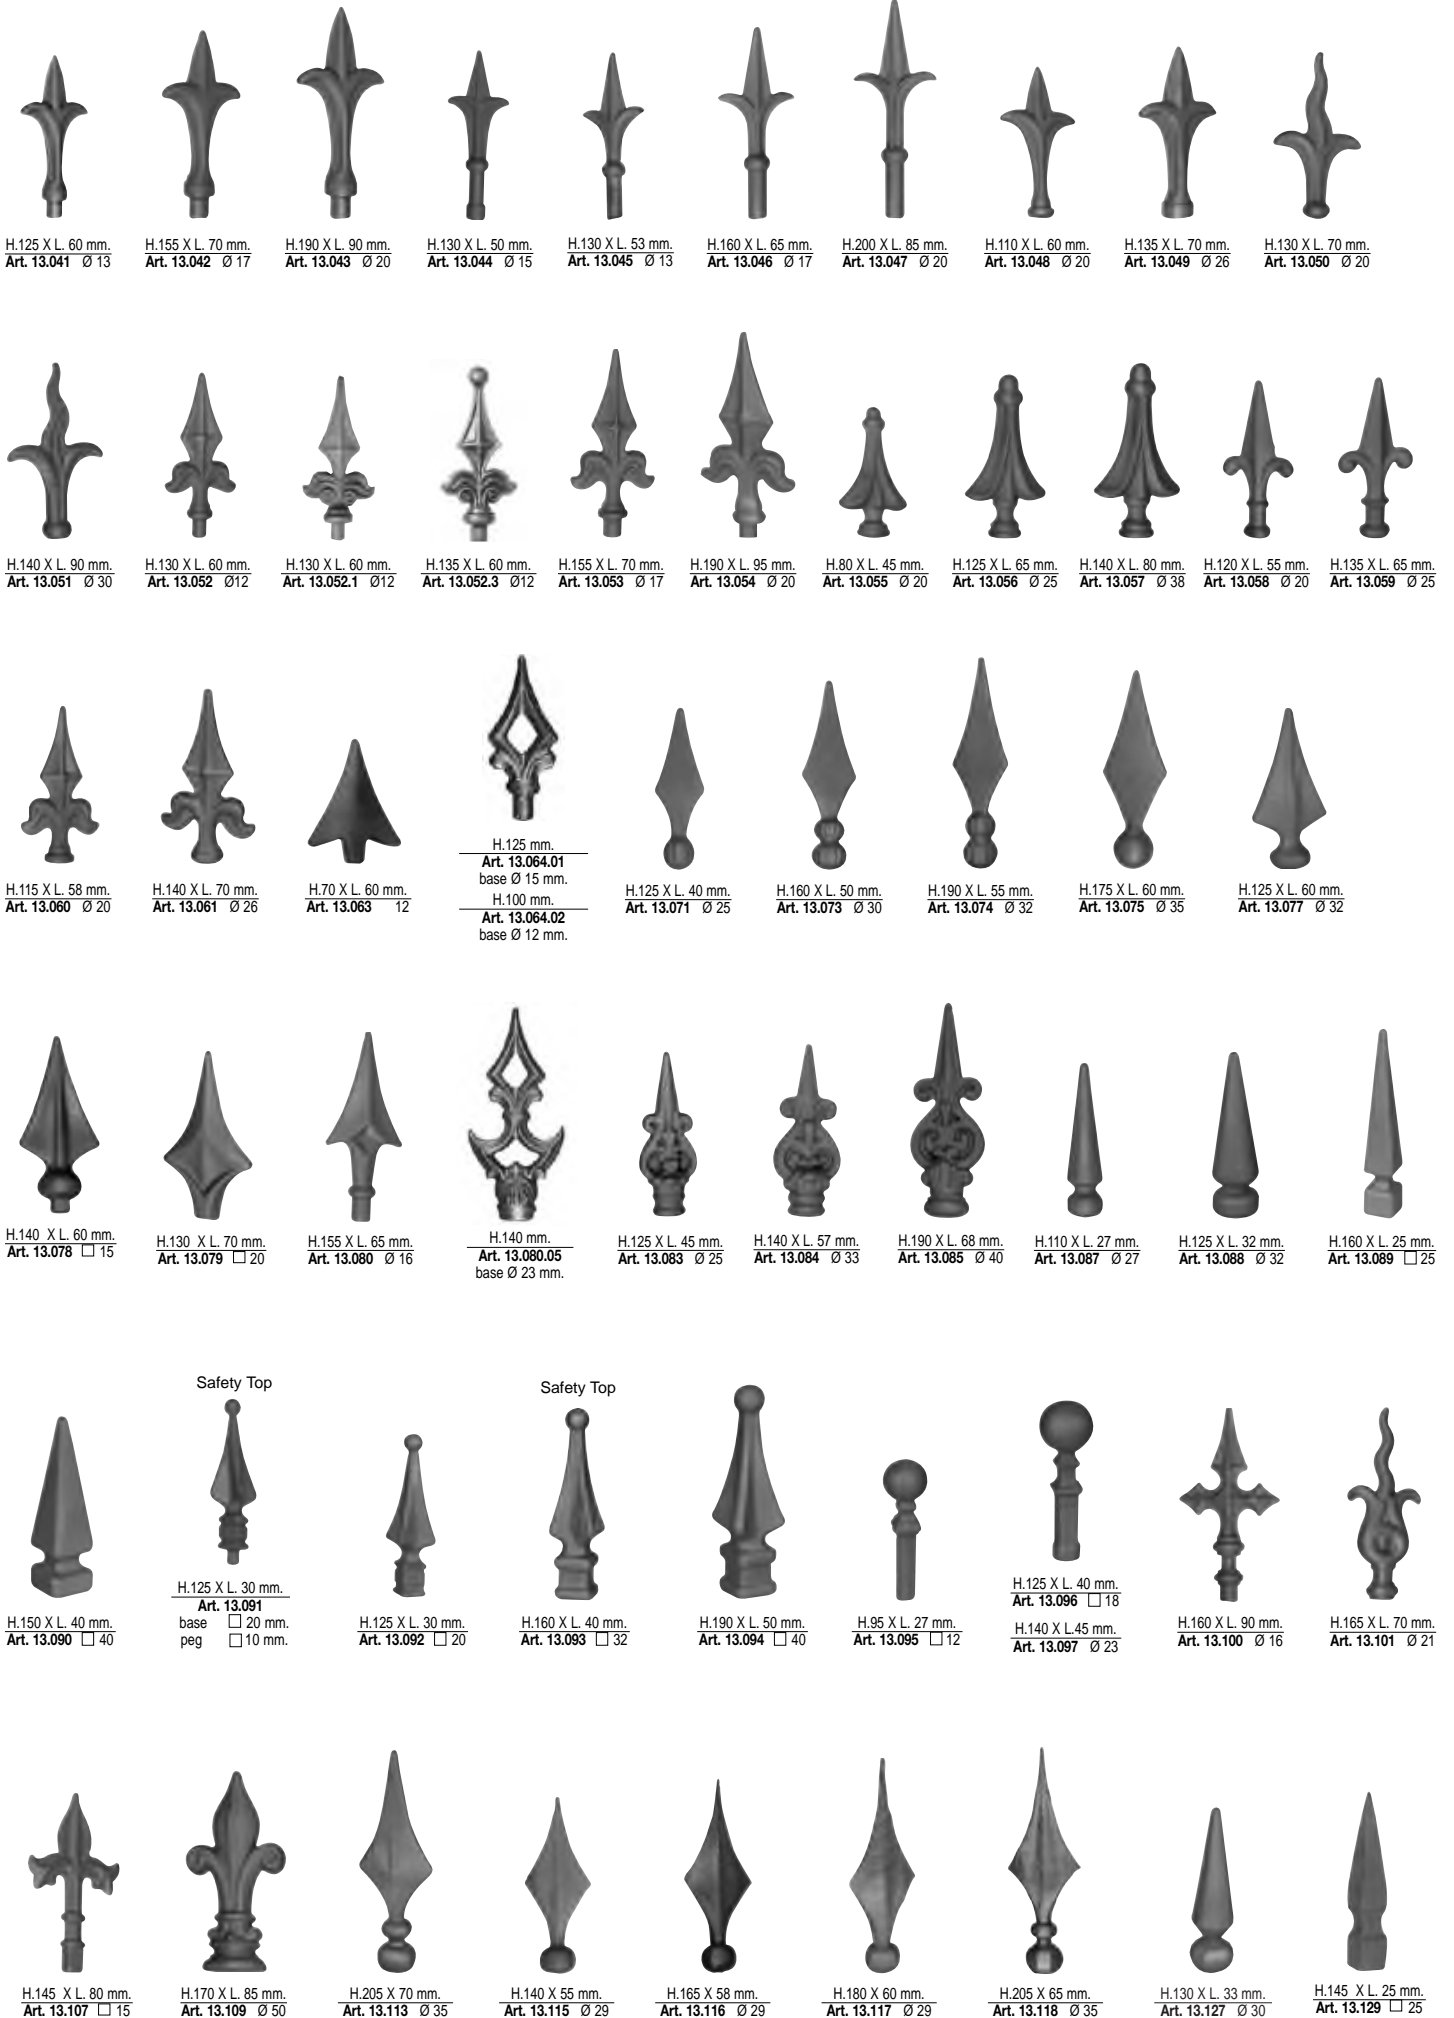 H.125 X L. 60 mm.
Art. 13.041 Ø 13
H.155 X L. 70 mm.
Art. 13.042 Ø 17
H.190 X L. 90 mm.
Art. 13.043 Ø 20
H.130 X L. 50 mm.
Art. 13.044 Ø 15
H.130 X L. 53 mm.
Art. 13.045 Ø 13
H.160 X L. 65 mm.
Art. 13.046 Ø 17
H.200 X L. 85 mm.
Art. 13.047 Ø 20
H.110 X L. 60 mm.
Art. 13.048 Ø 20
H.135 X L. 70 mm.
Art. 13.049 Ø 26
H.130 X L. 70 mm.
Art. 13.050 Ø 20
H.140 X L. 90 mm.
Art. 13.051 Ø 30
H.130 X L. 60 mm.
Art. 13.052 Ø12
H.130 X L. 60 mm.
Art. 13.052.1 Ø12
H.135 X L. 60 mm.
Art. 13.052.3 Ø12
H.155 X L. 70 mm.
Art. 13.053 Ø 17
H.190 X L. 95 mm.
Art. 13.054 Ø 20
H.80 X L. 45 mm.
Art. 13.055 Ø 20
H.125 X L. 65 mm.
Art. 13.056 Ø 25
H.140 X L. 80 mm.
Art. 13.057 Ø 38
H.120 X L. 55 mm.
Art. 13.058 Ø 20
H.135 X L. 65 mm.
Art. 13.059 Ø 25
H.115 X L. 58 mm.
Art. 13.060 Ø 20
H.140 X L. 70 mm.
Art. 13.061 Ø 26
H.70 X L. 60 mm.
Art. 13.063 12
H.125 mm.
Art. 13.064.01
base Ø 15 mm.
H.100 mm.
Art. 13.064.02
base Ø 12 mm.
H.125 X L. 40 mm.
Art. 13.071 Ø 25
H.160 X L. 50 mm.
Art. 13.073 Ø 30
H.190 X L. 55 mm.
Art. 13.074 Ø 32
H.175 X L. 60 mm.
Art. 13.075 Ø 35
H.125 X L. 60 mm.
Art. 13.077 Ø 32
H.140 X L. 60 mm.
Art. 13.078 □ 15
H.130 X L. 70 mm.
Art. 13.079 □ 20
H.155 X L. 65 mm.
Art. 13.080 Ø 16
H.140 mm.
Art. 13.080.05
base Ø 23 mm.
H.125 X L. 45 mm.
Art. 13.083 Ø 25
H.140 X L. 57 mm.
Art. 13.084 Ø 33
H.190 X L. 68 mm.
Art. 13.085 Ø 40
H.110 X L. 27 mm.
Art. 13.087 Ø 27
H.125 X L. 32 mm.
Art. 13.088 Ø 32
H.160 X L. 25 mm.
Art. 13.089 □ 25
H.150 X L. 40 mm.
Art. 13.090 □ 40
Safety Top
H.125 X L. 30 mm.
Art. 13.091
base □ 20 mm.
peg □ 10 mm.
H.125 X L. 30 mm.
Art. 13.092 □ 20
Safety Top
H.160 X L. 40 mm.
Art. 13.093 □ 32
H.190 X L. 50 mm.
Art. 13.094 □ 40
H.95 X L. 27 mm.
Art. 13.095 □ 12
H.125 X L. 40 mm.
Art. 13.096 □ 18
H.140 X L.45 mm.
Art. 13.097 Ø 23
H.160 X L. 90 mm.
Art. 13.100 Ø 16
H.165 X L. 70 mm.
Art. 13.101 Ø 21
H.145 X L. 80 mm.
Art. 13.107 □ 15
H.170 X L. 85 mm.
Art. 13.109 Ø 50
H.205 X 70 mm.
Art. 13.113 Ø 35
H.140 X 55 mm.
Art. 13.115 Ø 29
H.165 X 58 mm.
Art. 13.116 Ø 29
H.180 X 60 mm.
Art. 13.117 Ø 29
H.205 X 65 mm.
Art. 13.118 Ø 35
H.130 X L. 33 mm.
Art. 13.127 Ø 30
H.145 X L. 25 mm.
Art. 13.129 □ 25